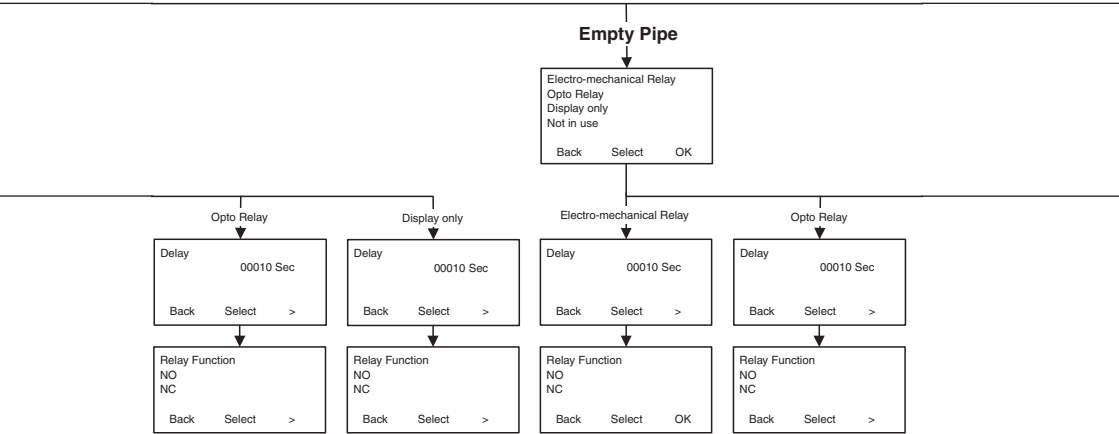 Empty Pipe
Electro-mechanical Relay
Opto Relay
Display only
Not in use
Back Select OK
Opto Relay
Delay
00010 Sec
Back Select >
Relay Function
NO
NC
Back Select >
Display only
Delay
00010 Sec
Back Select >
Relay Function
NO
NC
Back Select >
Electro-mechanical Relay
Delay
00010 Sec
Back Select >
Relay Function
NO
NC
Back Select OK
Opto Relay
Delay
00010 Sec
Back Select >
Relay Function
NO
NC
Back Select >